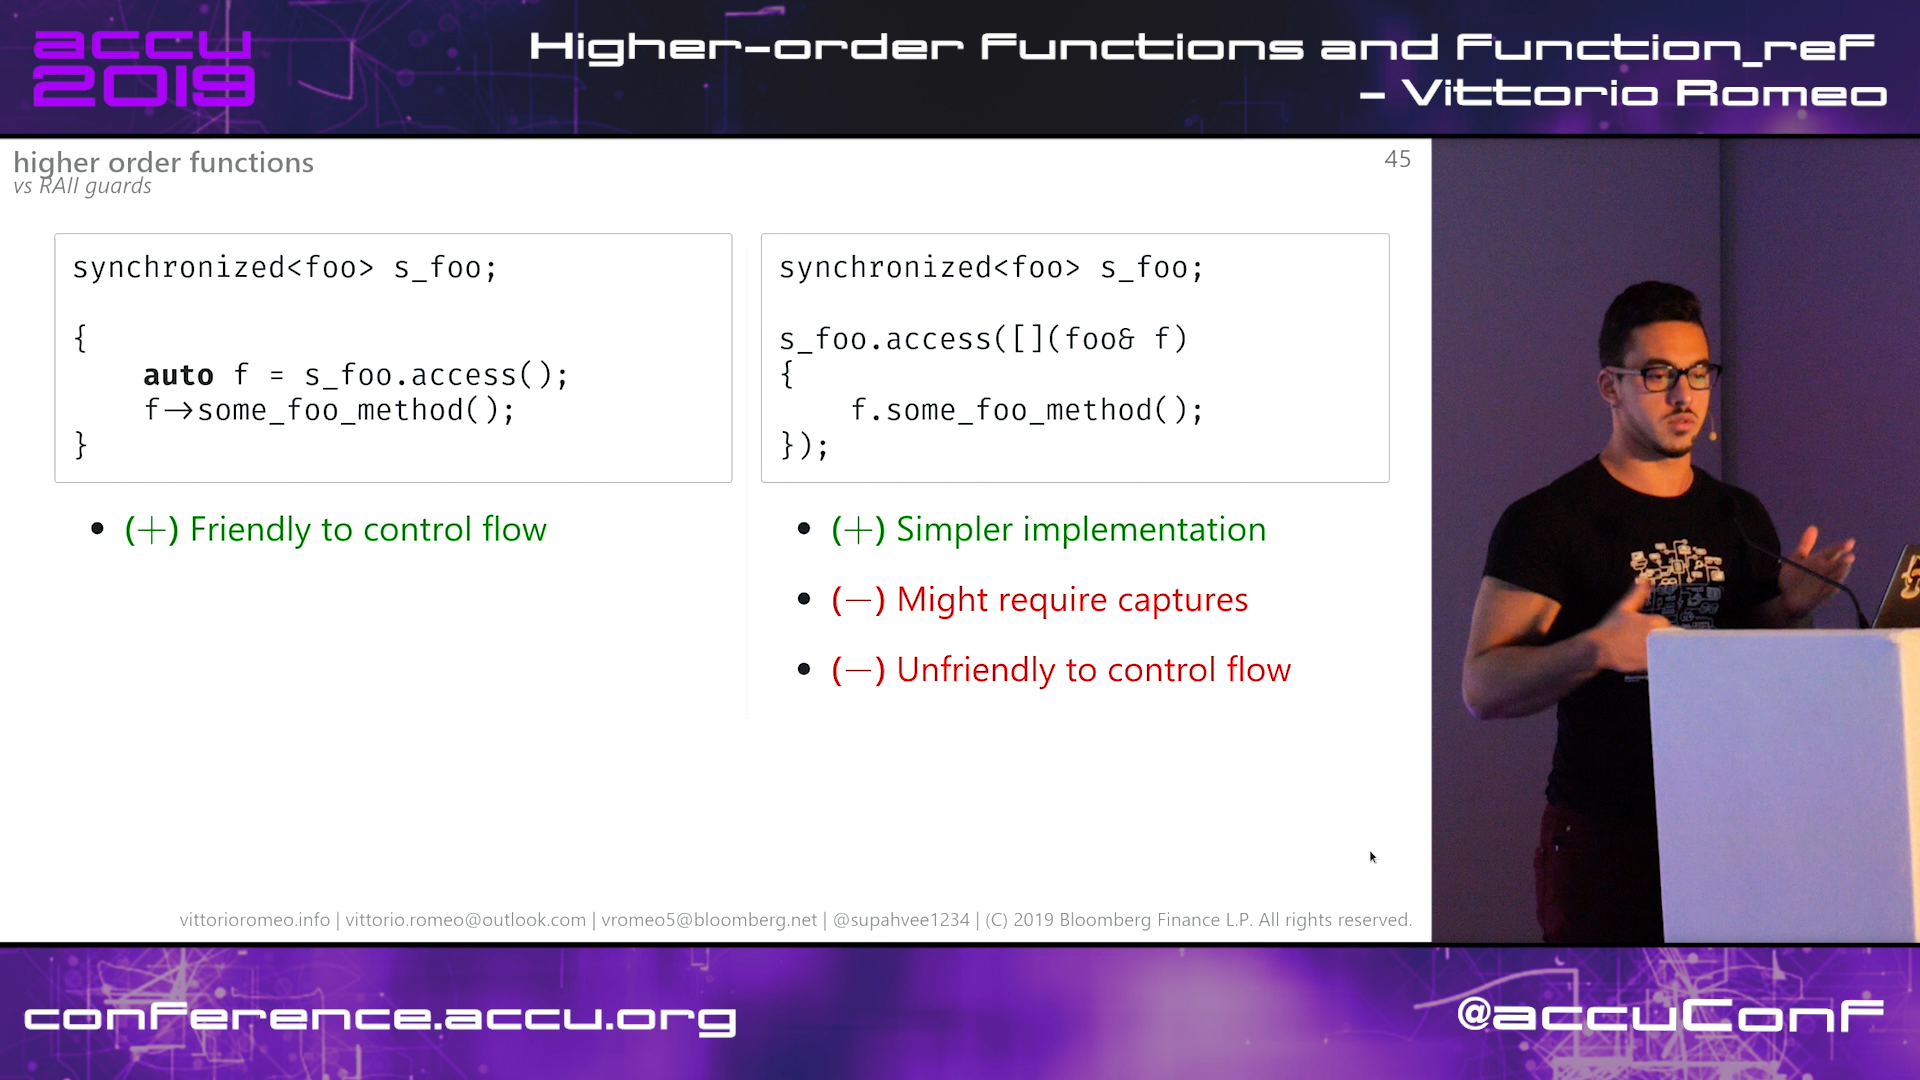 accu
2019
Higher-order Functions and Function_ref
- Vittorio Romeo
higher order functions
vs RAII guards
45
synchronized<foo> s_foo;
{
auto f = s_foo.access();
f->some_foo_method();
}
• (+) Friendly to control flow
synchronized<foo> s_foo;
s_foo.access([](foo& f)
{
f.some_foo_method();
});
• (+) Simpler implementation
• (−) Might require captures
• (−) Unfriendly to control flow
vittorioromeo.info | vittorio.romeo@outlook.com | vromeo5@bloomberg.net | @supahvee1234 | (C) 2019 Bloomberg Finance L.P. All rights reserved.
conference.accu.org
@accuConf